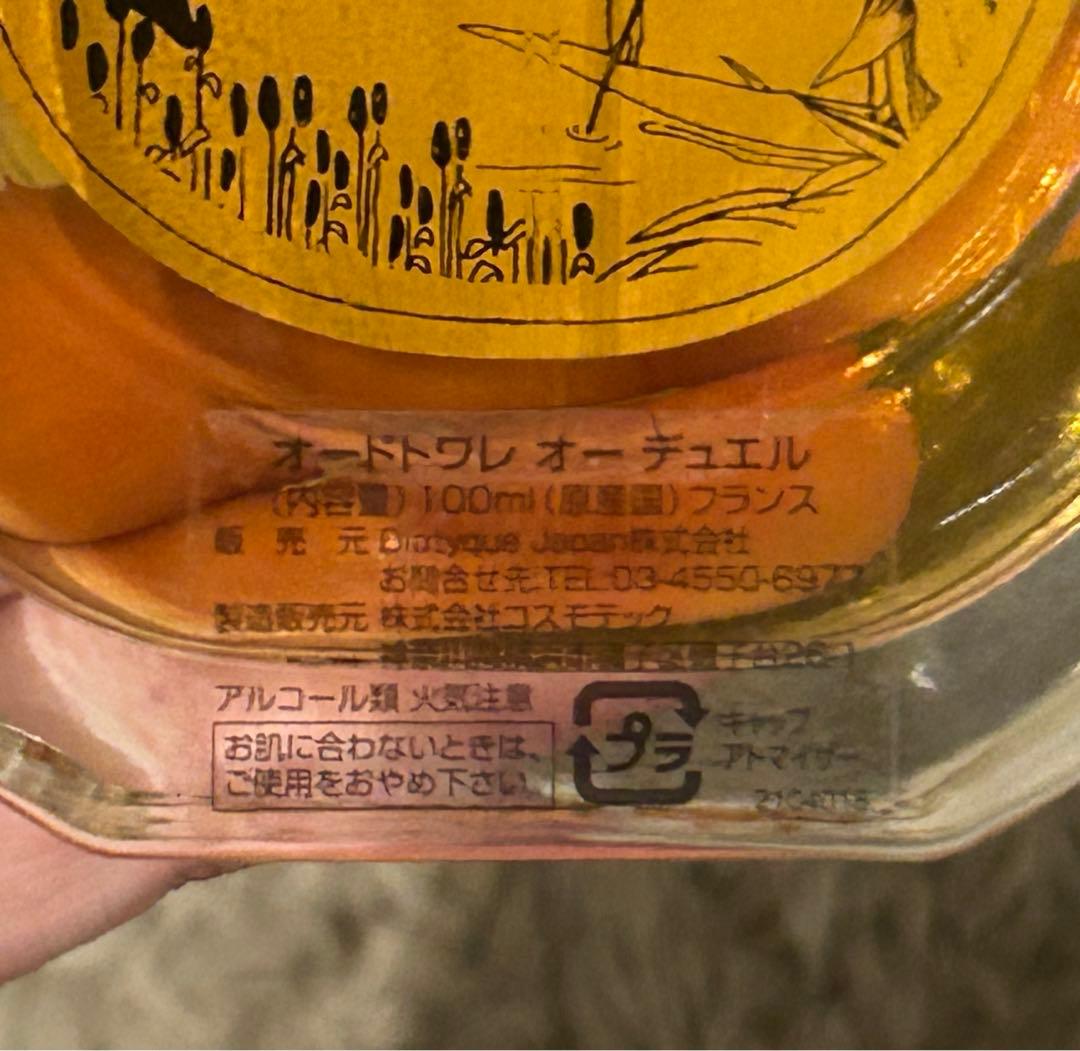 オードトワレ オー デュエル
(内容量) 100ml (原産国) フランス
販 売 元 Diptyque Japan株式会社
お問合せ先:TEL:03-4550-6977
製造販売元 株式会社コスモテック
アルコール類 火気注意
お肌に合わないときは、
ご使用をおやめ下さい。
プラ
キャップ
アトマイザー